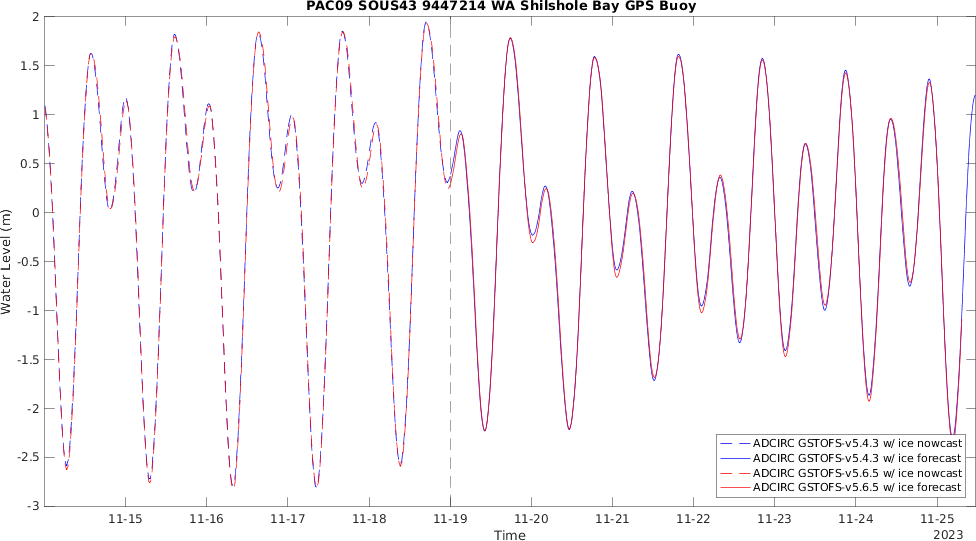 PAC09 SOUS43 9447214 WA Shilshole Bay GPS Buoy
2
1.5
1
0.5
0
-0.5
-1
-1.5
-2
-2.5
-3
Water Level (m)
ADCIRC GSTOFS-v5.4.3 w/ ice nowcast
ADCIRC GSTOFS-v5.4.3 w/ ice forecast
ADCIRC GSTOFS-v5.6.5 w/ ice nowcast
ADCIRC GSTOFS-v5.6.5 w/ ice forecast
11-15 11-16 11-17 11-18 11-19 11-20 11-21 11-22 11-23 11-24 11-25
Time
2023